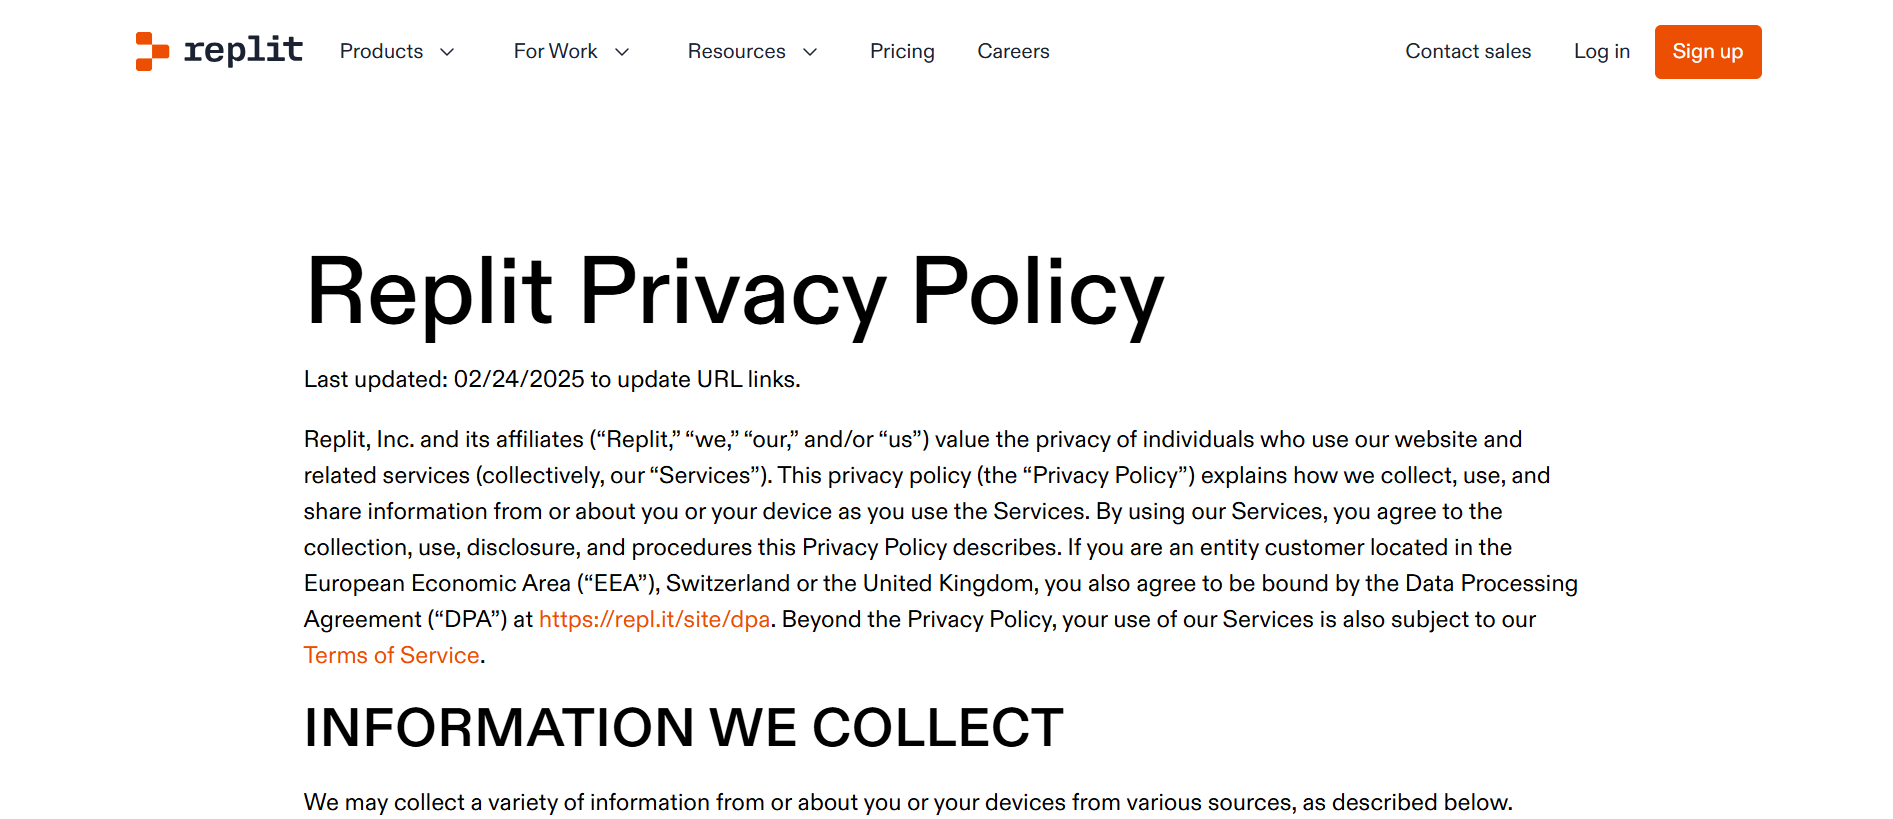 replit Products For Work Resources Pricing Careers Contact sales Log in Sign up
Replit Privacy Policy
Last updated: 02/24/2025 to update URL links.
Replit, Inc. and its affiliates (“Replit,” “we,” “our,” and/or “us”) value the privacy of individuals who use our website and
related services (collectively, our “Services”). This privacy policy (the “Privacy Policy”) explains how we collect, use, and
share information from or about you or your device as you use the Services. By using our Services, you agree to the
collection, use, disclosure, and procedures this Privacy Policy describes. If you are an entity customer located in the
European Economic Area (“EEA”), Switzerland or the United Kingdom, you also agree to be bound by the Data Processing
Agreement (“DPA”) at https://repl.it/site/dpa. Beyond the Privacy Policy, your use of our Services is also subject to our
Terms of Service.
INFORMATION WE COLLECT
We may collect a variety of information from or about you or your devices from various sources, as described below.